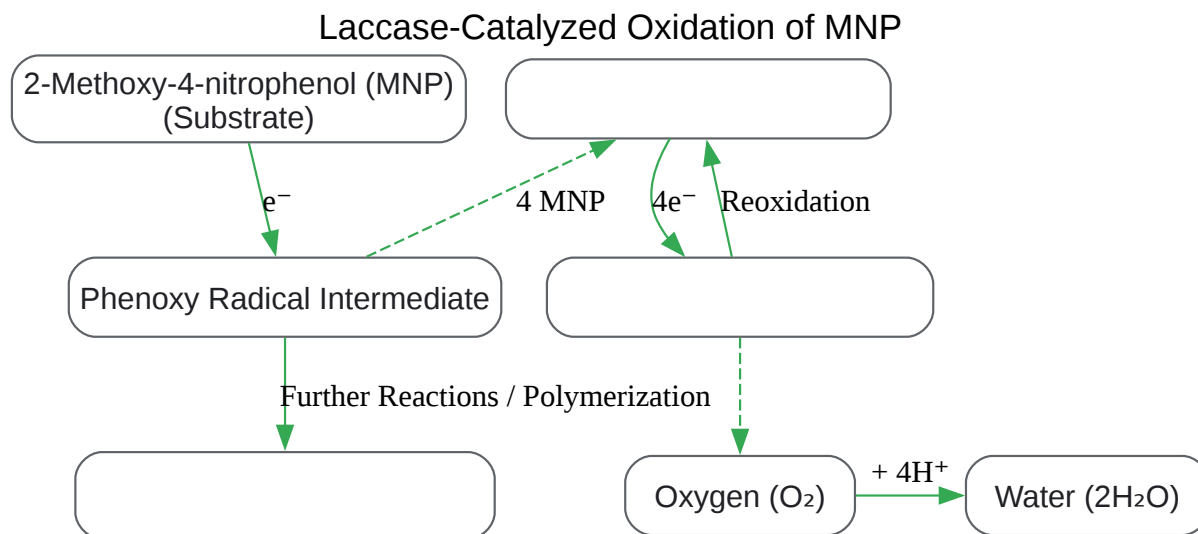 Laccase-Catalyzed Oxidation of MNP
2-Methoxy-4-nitrophenol (MNP)
(Substrate)
e⁻
4 MNP
4e⁻
Reoxidation
Phenoxy Radical Intermediate
Further Reactions / Polymerization
+ 4H⁺
Oxygen (O₂)
Water (2H₂O)